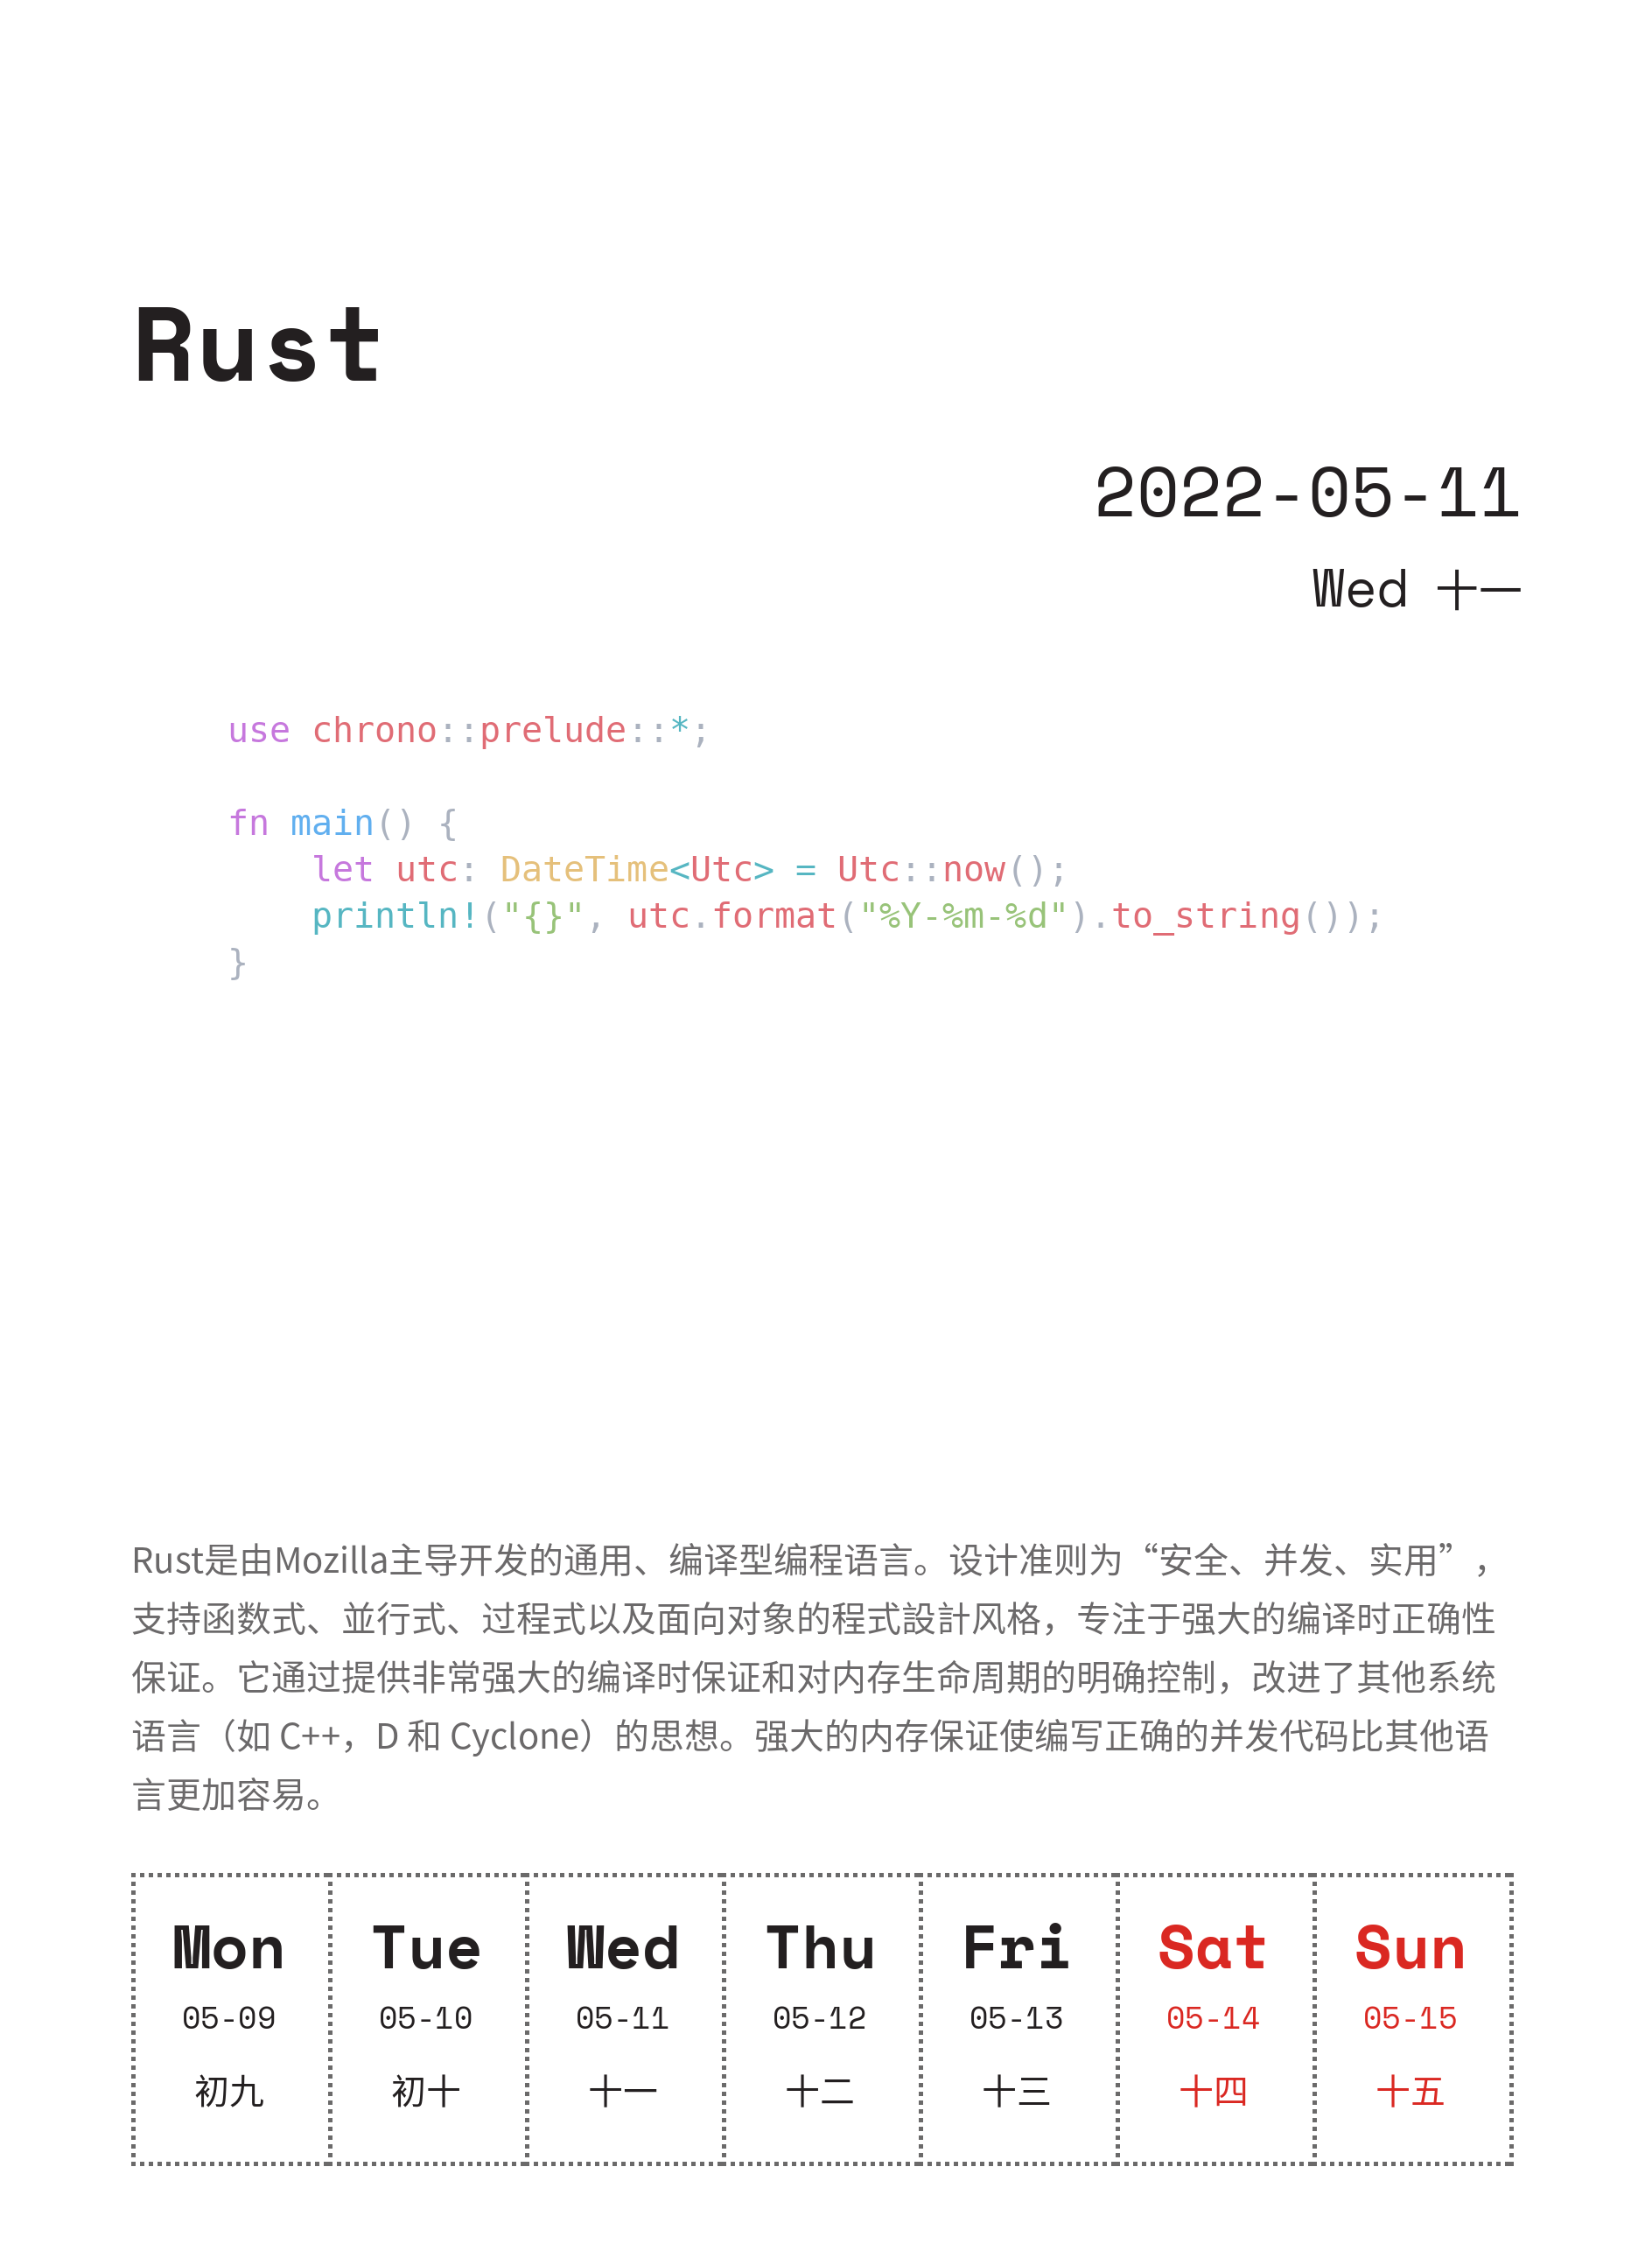 Rust
2022-05-11
Wed 十一
use chrono::prelude::*;
fn main() {
    let utc: DateTime<Utc> = Utc::now();
    println!("{}", utc.format("%Y-%m-%d").to_string());
}
Rust是由Mozilla主导开发的通用、编译型编程语言。设计准则为“安全、并发、实用”，
支持函数式、並行式、过程式以及面向对象的程式設計风格，专注于强大的编译时正确性
保证。它通过提供非常强大的编译时保证和对内存生命周期的明确控制，改进了其他系统
语言（如 C++，D 和 Cyclone）的思想。强大的内存保证使编写正确的并发代码比其他语
言更加容易。
Mon Tue Wed Thu Fri Sat Sun
05-09 05-10 05-11 05-12 05-13 05-14 05-15
初九 初十 十一 十二 十三 十四 十五